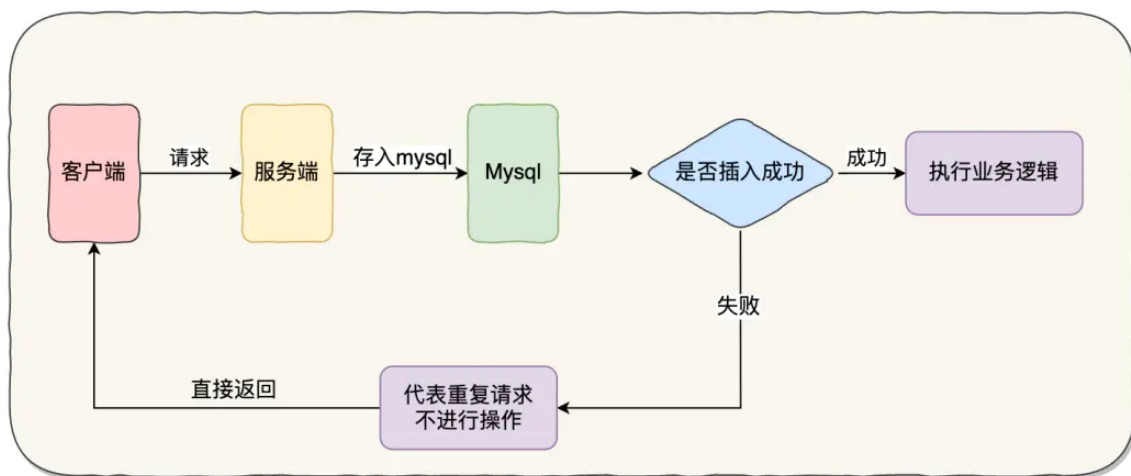 客户端
请求
服务端
存入mysql
Mysql
是否插入成功
成功
执行业务逻辑
失败
直接返回
代表重复请求
不进行操作